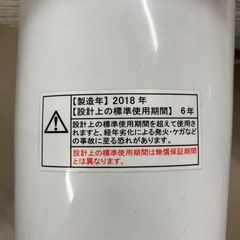 【製造年】2018 年
【設計上の標準使用期間】 6年
設計上の標準使用期間を超えて使用さ
れますと、経年劣化による発火・ケガなど
の事故に至る恐れがあります。
設計上の標準使用期間は無償保証期間
とは異なります。